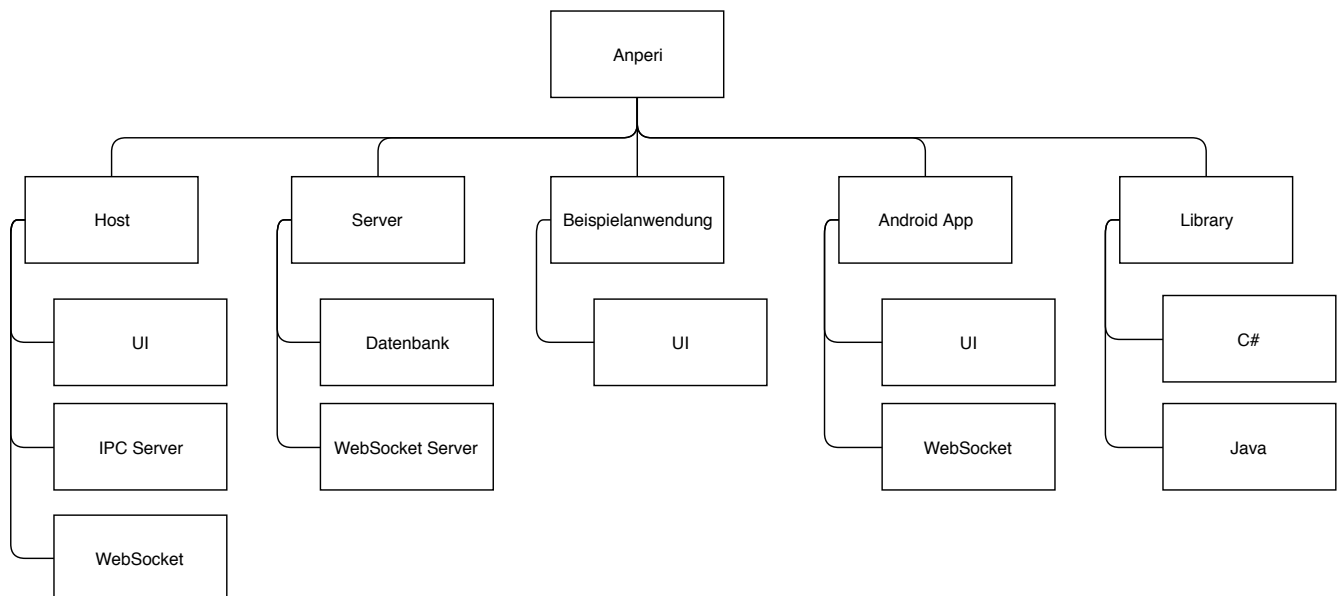 Anperi
Host
Server
Beispielanwendung
Android App
Library
UI
Datenbank
UI
UI
C#
IPC Server
WebSocket Server
WebSocket
Java
WebSocket